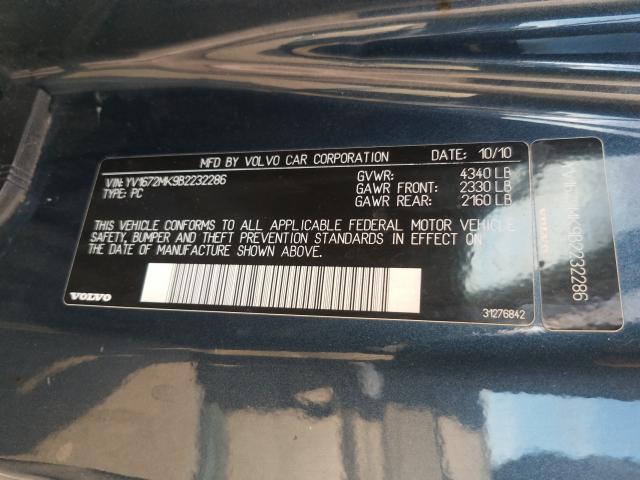 MFD BY VOLVO CAR CORPORATION DATE: 10/10
VIN: YV1672MK9B2232286 GVWR: 4340 LB
TYPE: PC GAWR FRONT: 2330 LB
GAWR REAR: 2160 LB
THIS VEHICLE CONFORMS TO ALL APPLICABLE FEDERAL MOTOR VEHICLE
SAFETY, BUMPER AND THEFT PREVENTION STANDARDS IN EFFECT ON
THE DATE OF MANUFACTURE SHOWN ABOVE.
VOLVO 31276842